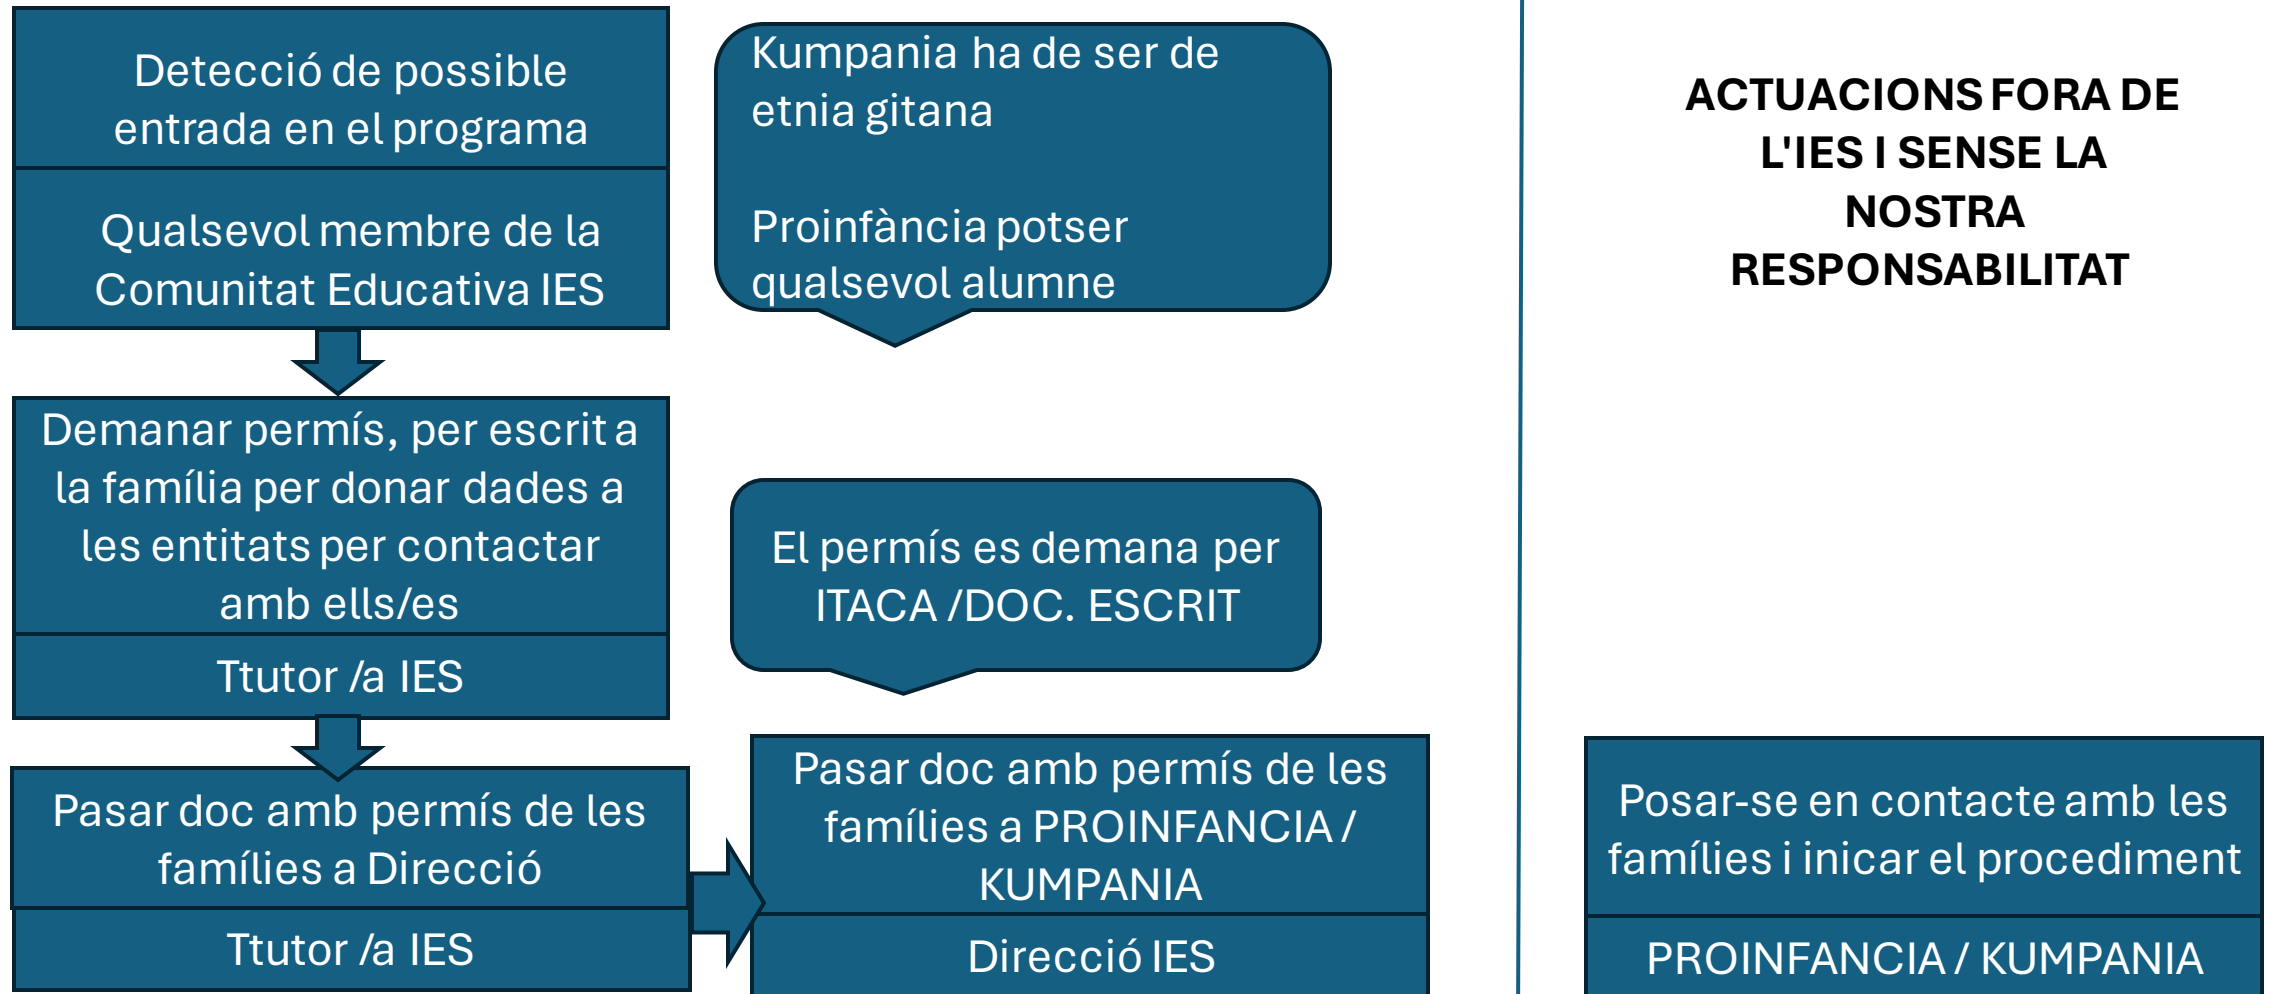 Detecció de possible
entrada en el programa
Qualsevol membre de la
Comunitat Educativa IES
Kumpania ha de ser de
etnia gitana
Proinfància potser
qualsevol alumne
ACTUACIONS FORA DE
L'IES I SENSE LA
NOSTRA
RESPONSABILITAT
Demanar permís, per escrit a
la família per donar dades a
les entitats per contactar
amb ells/es
Ttutor /a IES
El permís es demana per
ITACA /DOC. ESCRIT
Pasar doc amb permís de les
famílies a Direcció
Ttutor /a IES
Pasar doc amb permís de les
famílies a PROINFANCIA /
KUMPANIA
Direcció IES
Posar-se en contacte amb les
famílies i inicar el procediment
PROINFANCIA / KUMPANIA